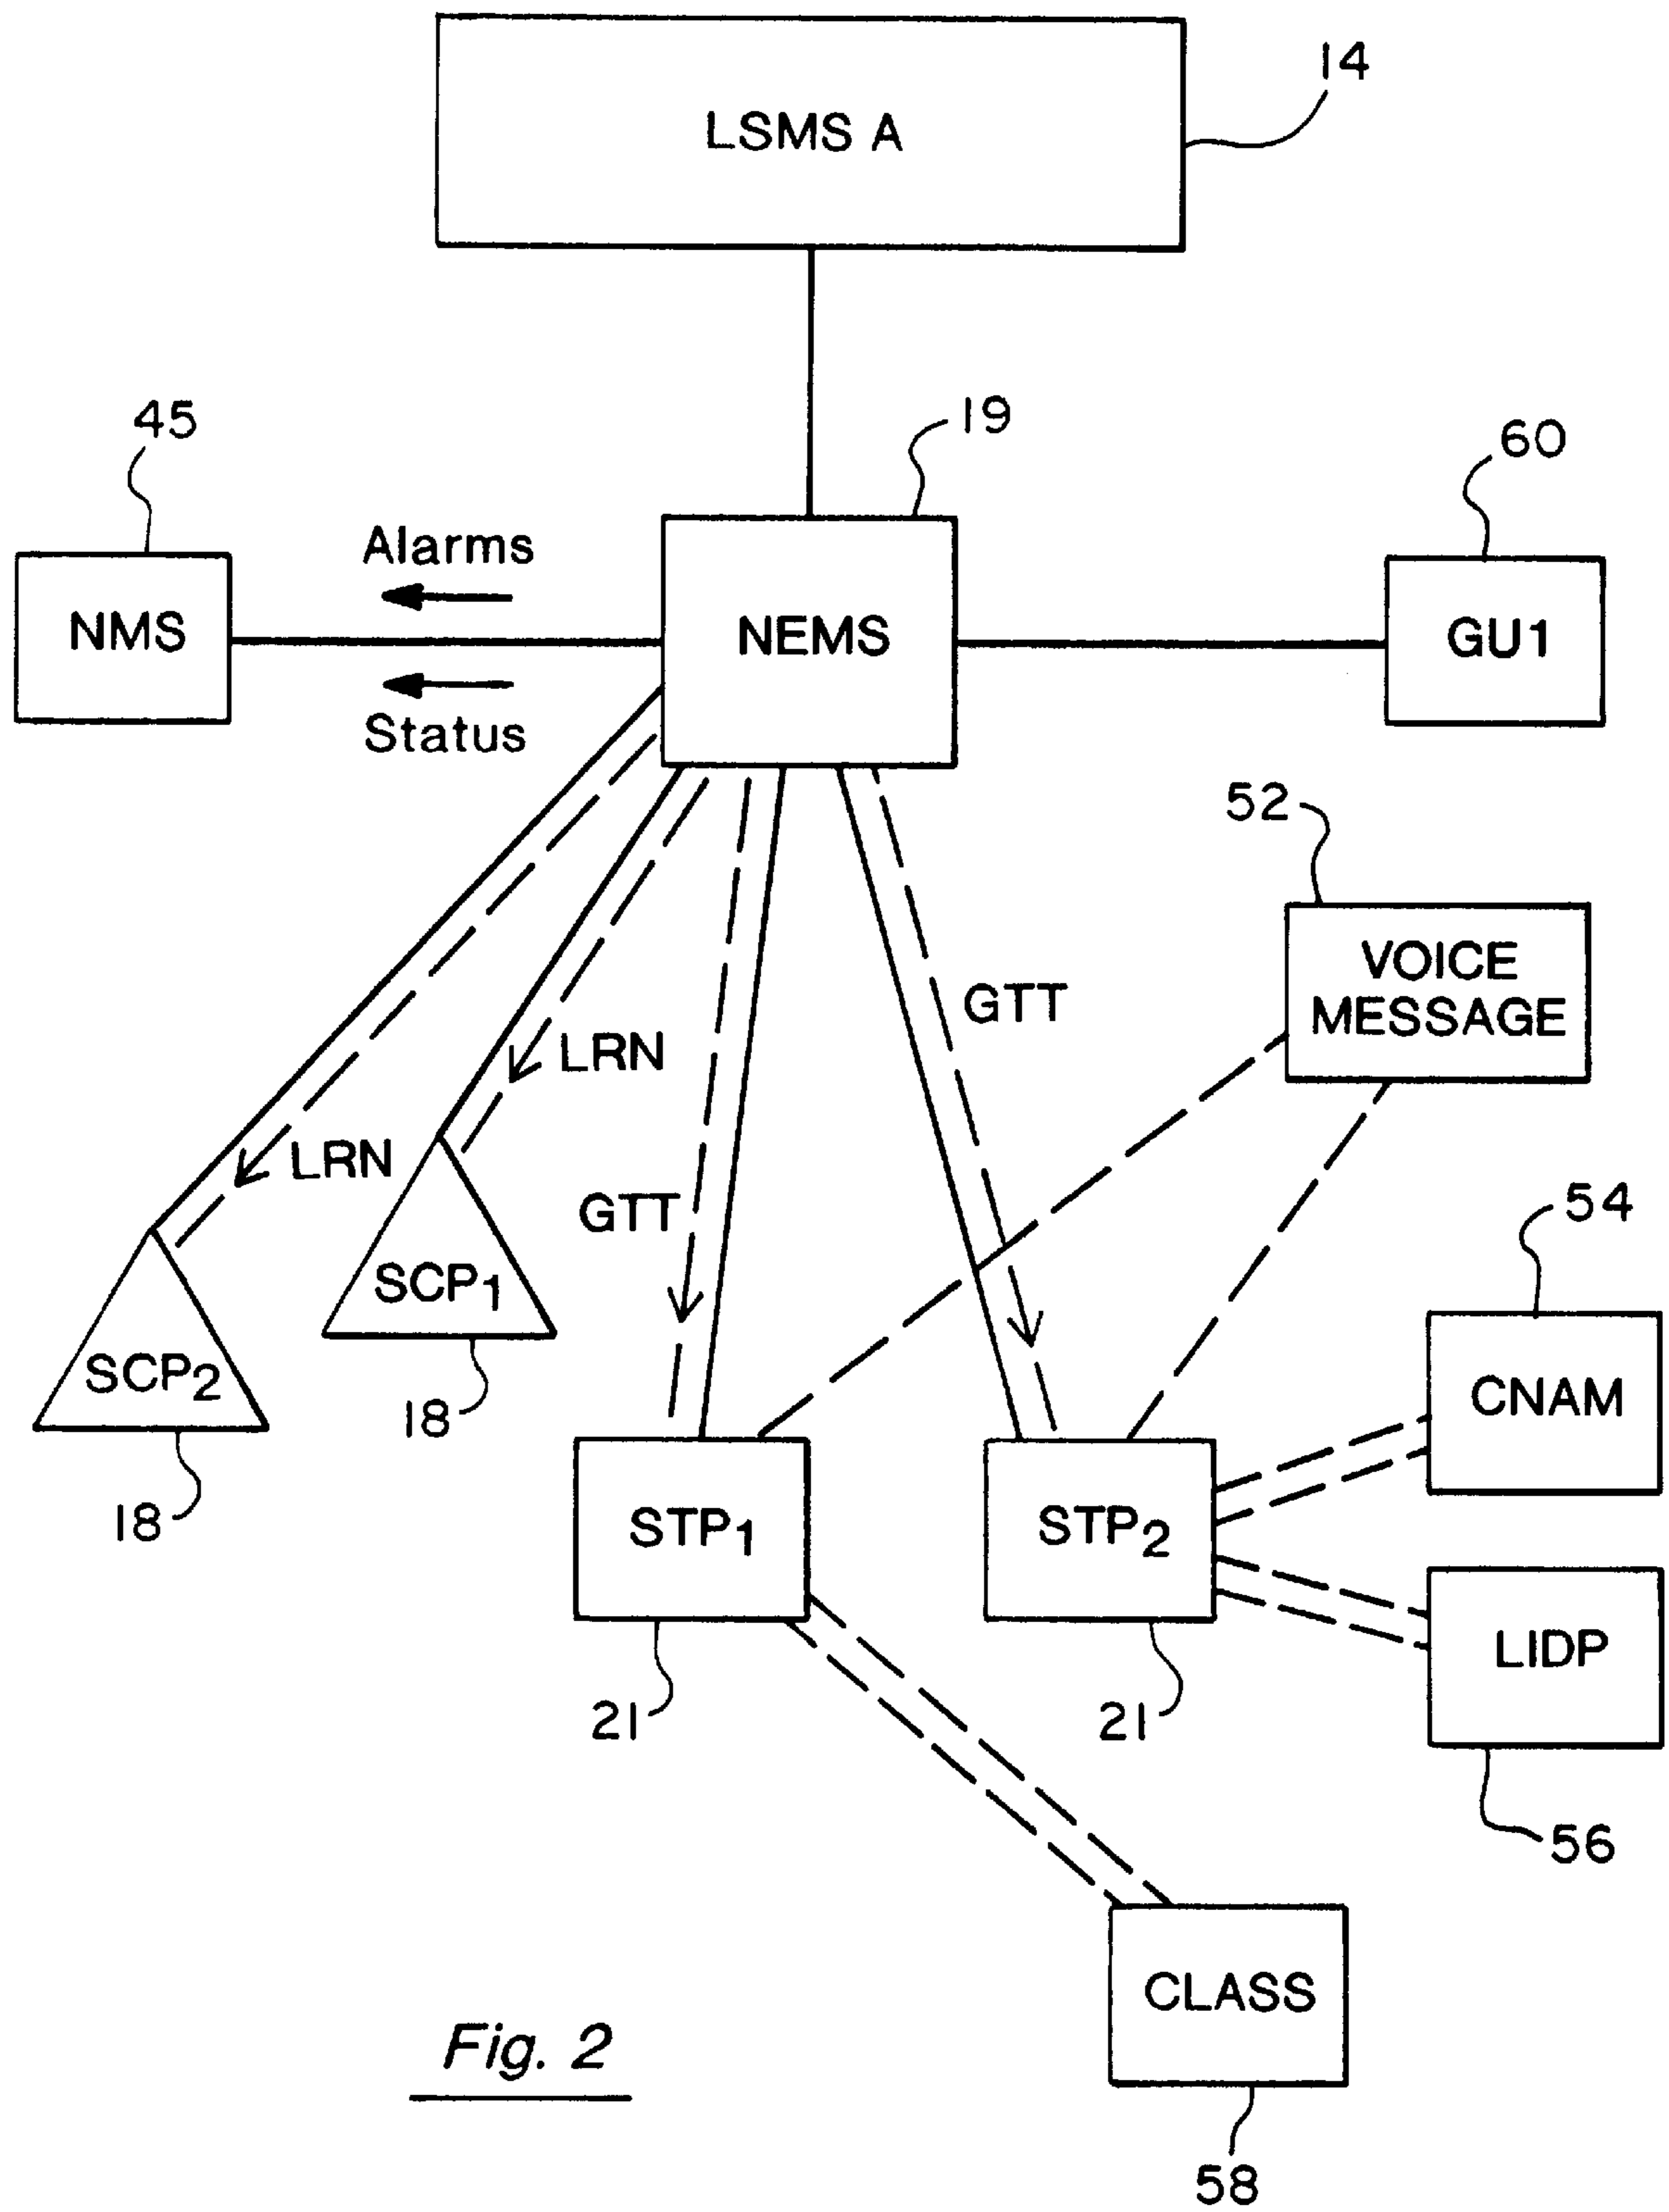 LSMS A
14
45
19
60
Alarms
NMS
NEMS
GU1
Status
52
VOICE
MESSAGE
GTT
LRN
LRN
GTT
54
SCP1
SCP2
CNAM
18
18
STP1
STP2
LIDP
21
21
56
CLASS
Fig. 2
58